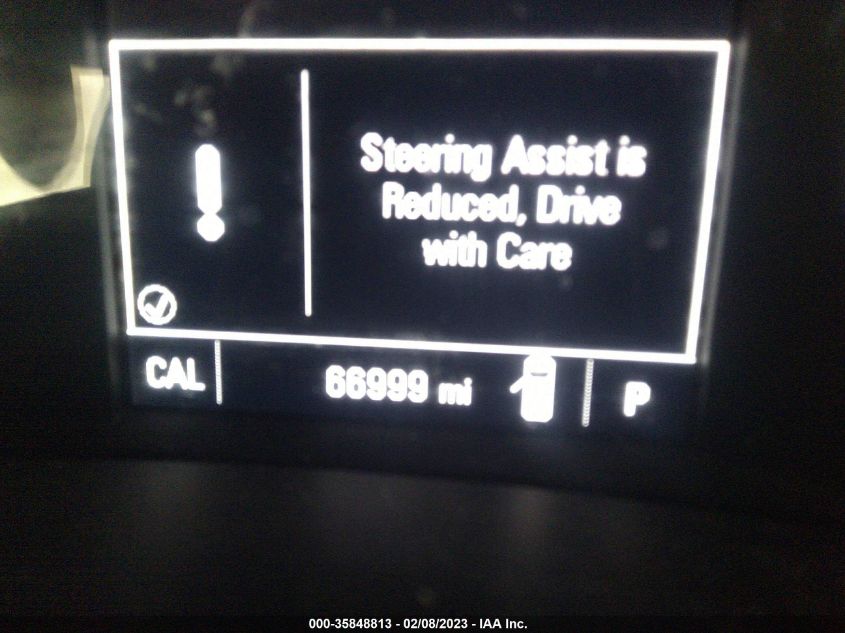 Steering Assist is
Reduced, Drive
with Care
CAL
66999 mi
P
000-35848813 - 02/08/2023 - IAA Inc.